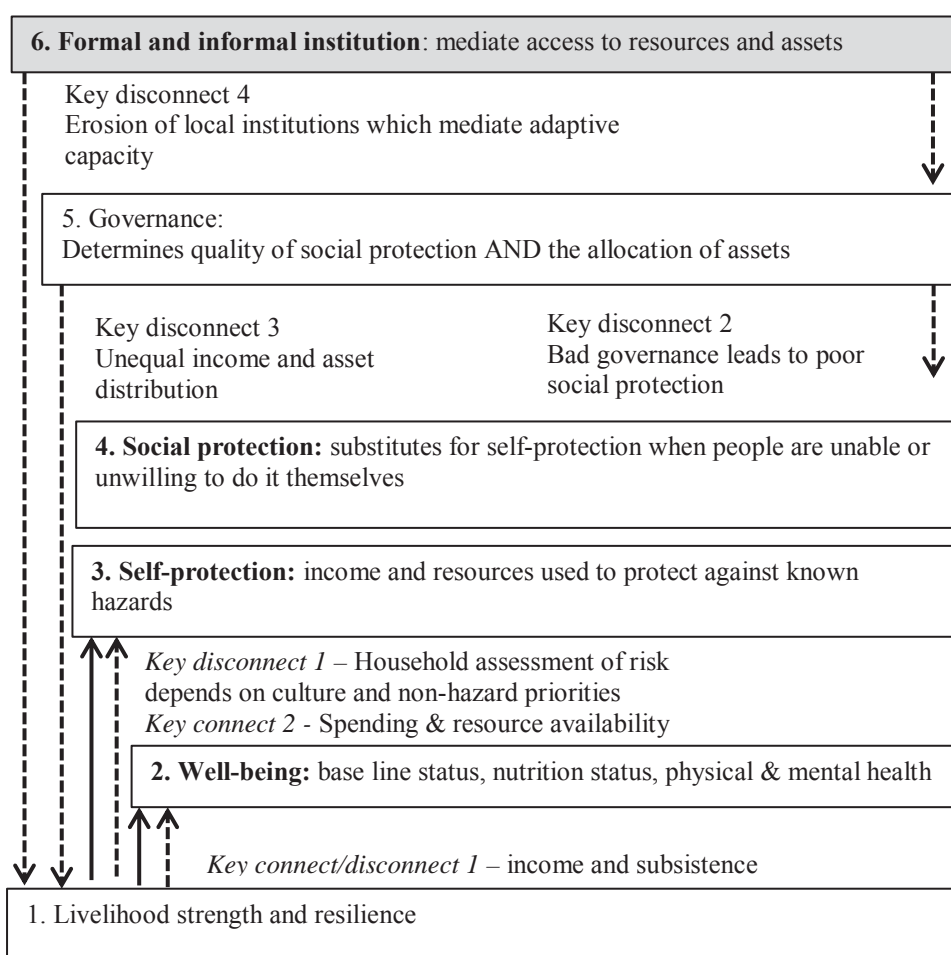 6. Formal and informal institution: mediate access to resources and assets
Key disconnect 4
Erosion of local institutions which mediate adaptive
capacity
5. Governance:
Determines quality of social protection AND the allocation of assets
Key disconnect 3
Unequal income and asset
distribution
Key disconnect 2
Bad governance leads to poor
social protection
4. Social protection: substitutes for self-protection when people are unable or
unwilling to do it themselves
3. Self-protection: income and resources used to protect against known
hazards
Key disconnect 1 – Household assessment of risk
depends on culture and non-hazard priorities
Key connect 2 - Spending & resource availability
2. Well-being: base line status, nutrition status, physical & mental health
Key connect/disconnect 1 – income and subsistence
1. Livelihood strength and resilience